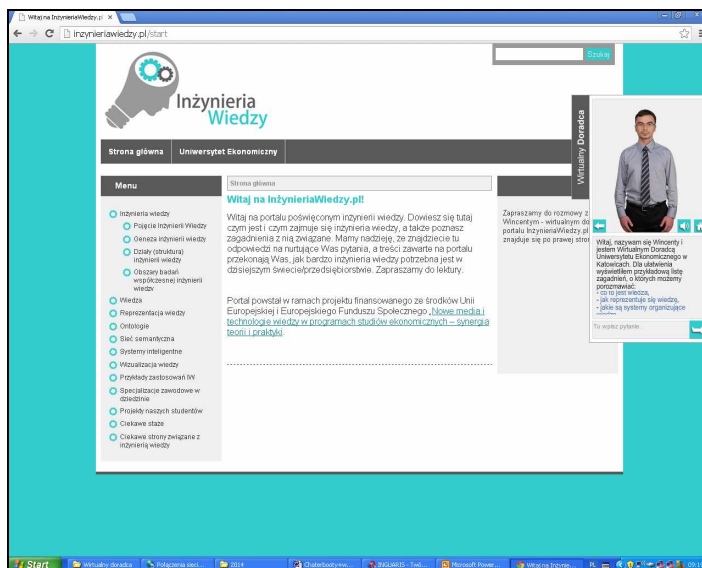 Witaj na InzynieriaWiedzy.pl
inzynieriawiedzy.pl/start
Szukaj
Inżynieria
Wiedzy
Strona główna Uniwersytet Ekonomiczny
Menu
Inżynieria wiedzy
Pojęcie Inżynierii Wiedzy
Geneza inżynierii wiedzy
Działy (struktura)
inżynierii wiedzy
Obszary badań
współczesnej inżynierii
wiedzy
Wiedza
Reprezentacja wiedzy
Ontologie
Sieć semantyczna
Systemy inteligentne
Wizualizacja wiedzy
Przykłady zastosowań IW
Specjalizacje zawodowe w
dziedzinie
Projekty naszych studentów
Ciekawe staże
Ciekawe strony związane z
inżynierią wiedzy
Strona główna
Witaj na InżynieriaWiedzy.pl!
Witaj na portalu poświęconym inżynierii wiedzy. Dowiesz się tutaj
czym jest i czym zajmuje się inżynieria wiedzy, a także poznasz
zagadnienia z nią związane. Mamy nadzieję, że znajdziecie tu
odpowiedzi na nurtujące Was pytania, a treści zawarte na portalu
przekonają Was, jak bardzo inżynieria wiedzy potrzebna jest w
dzisiejszym świecie/przedsiębiorstwie. Zapraszamy do lektury.
Portal powstał w ramach projektu finansowanego ze środków Unii
Europejskiej i Europejskiego Funduszu Społecznego „Nowe media i
technologie wiedzy w programach studiów ekonomicznych – synergia
teorii i praktyki.
Zapraszamy do rozmowy z
Wincentym - wirtualnym do
portalu InzynieriaWiedzy.pl
znajduje się po prawej stron
Wirtualny Doradca
Witaj, nazywam się Wincenty i
jestem Wirtualnym Doradcą
Uniwersytetu Ekonomicznego w
Katowicach. Dla ułatwienia
wyświetliłem przykładową listę
zagadnień, o których możemy
porozmawiać:
- co to jest wiedza,
- jak reprezentuje się wiedzę,
- jakie są systemy organizujące
Tu wpisz pytanie.
Start Wirtualny doradca Połączenia sieci... 2014 Chaterbooty+w... INGUARIS - Twó... Microsoft Power... Witaj na Inżynie... PL 09:1